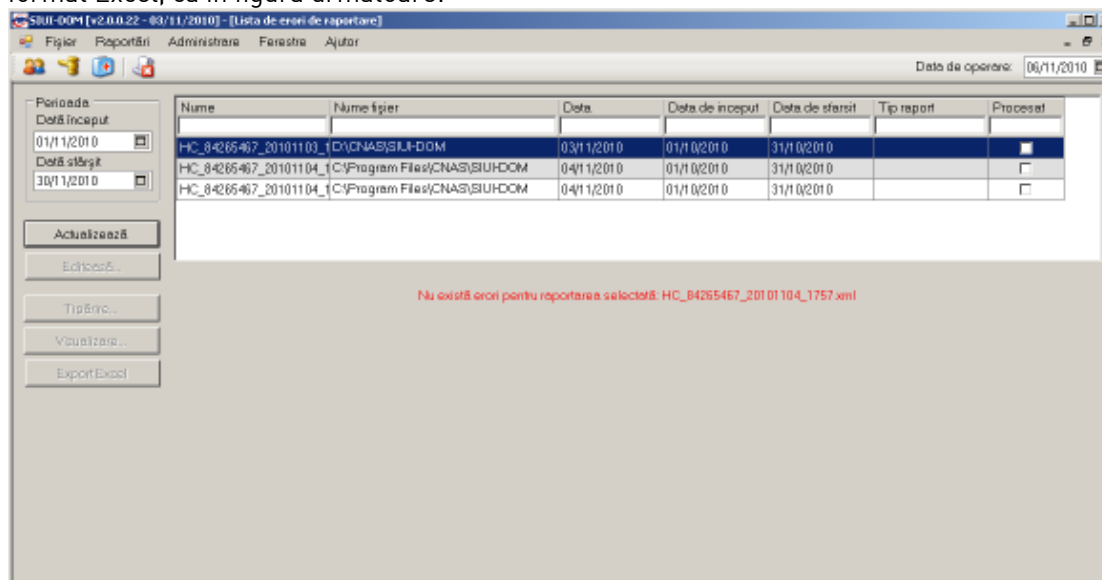 format Excel, ca în figura următoare:
SIUI-DOM [v2.0.0.22 - 03/11/2010] - [Lista de erori de raportare]
Fişier Raportări Administrare Ferestre Ajutor
Data de operare: 06/11/2010
Perioada
Dată început
01/11/2010
Dată sfârşit
30/11/2010
Nume Nume fişier Data Data de inceput Data de sfarsit Tip raport Procesat
HC_84265467_20101103_1 D:\CNAS\SIUI-DOM 03/11/2010 01/10/2010 31/10/2010
HC_84265467_20101104_1 C:\Program Files\CNAS\SIUI-DOM 04/11/2010 01/10/2010 31/10/2010
HC_84265467_20101104_1 C:\Program Files\CNAS\SIUI-DOM 04/11/2010 01/10/2010 31/10/2010
Actualizează
Editează...
Tipărire...
Vizualizare...
Export Excel
Nu există erori pentru raportarea selectată: HC_84265467_20101104_1757.xml